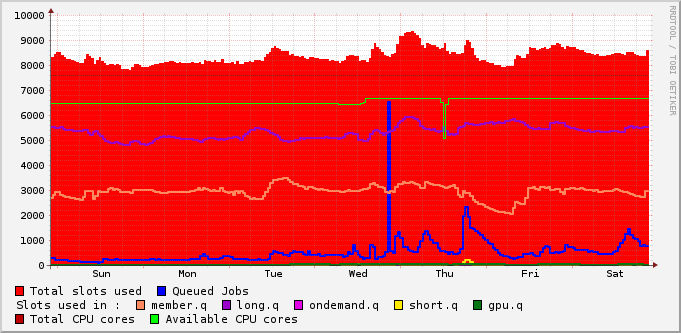 10000
9000
8000
7000
6000
5000
4000
3000
2000
1000
0
Sun Mon Tue Wed Thu Fri Sat
RRDTOOL / TOBI OETIKER
Total slots used Queued Jobs
Slots used in : member.q long.q ondemand.q short.q gpu.q
Total CPU cores Available CPU cores